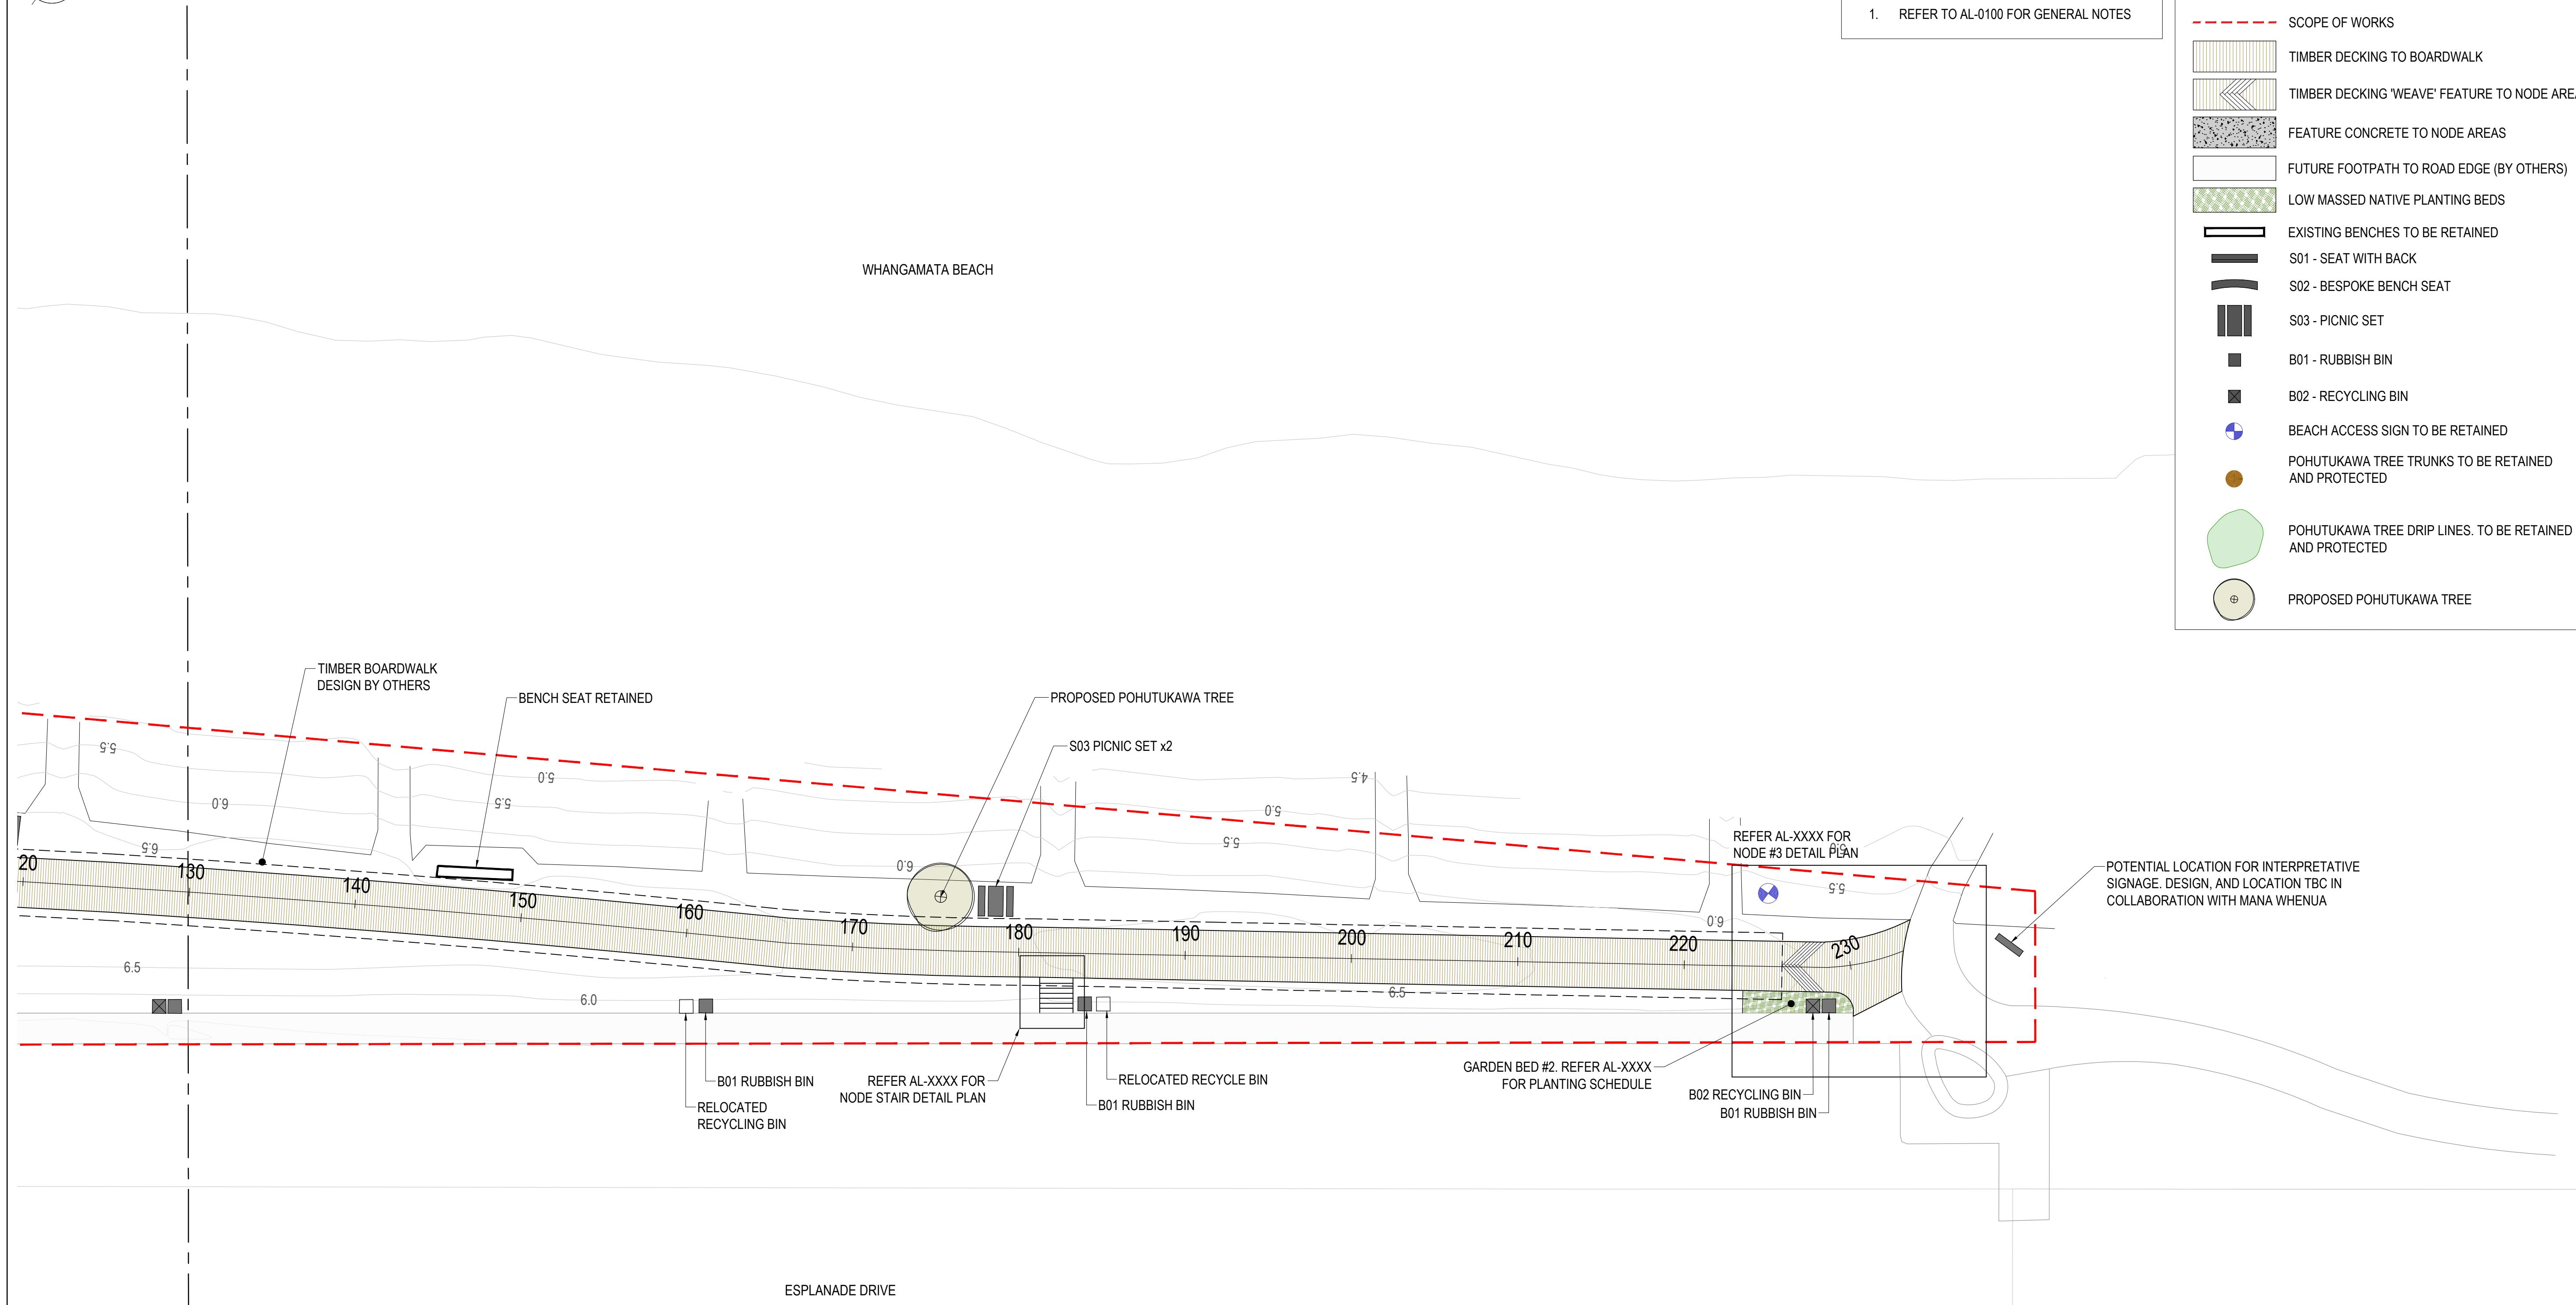 1. REFER TO AL-0100 FOR GENERAL NOTES
SCOPE OF WORKS
TIMBER DECKING TO BOARDWALK
TIMBER DECKING 'WEAVE' FEATURE TO NODE
FEATURE CONCRETE TO NODE AREAS
FUTURE FOOTPATH TO ROAD EDGE (BY OTHERS)
LOW MASSED NATIVE PLANTING BEDS
EXISTING BENCHES TO BE RETAINED
S01 - SEAT WITH BACK
S02 - BESPOKE BENCH SEAT
S03 - PICNIC SET
B01 - RUBBISH BIN
B02 - RECYCLING BIN
BEACH ACCESS SIGN TO BE RETAINED
POHUTUKAWA TREE TRUNKS TO BE RETAINED
AND PROTECTED
POHUTUKAWA TREE DRIP LINES. TO BE RETAINED
AND PROTECTED
PROPOSED POHUTUKAWA TREE
WHANGAMATA BEACH
TIMBER BOARDWALK
DESIGN BY OTHERS
BENCH SEAT RETAINED
PROPOSED POHUTUKAWA TREE
S03 PICNIC SET x2
5.5
5.0
4.5
6.0
5.5
5.0
6.5
5.5
6.0
6.0
REFER AL-XXXX FOR
NODE #3 DETAIL PLAN
5.0
5.5
POTENTIAL LOCATION FOR INTERPRETATIVE
SIGNAGE. DESIGN, AND LOCATION TBC IN
COLLABORATION WITH MANA WHENUA
20
130
140
150
160
170
180
190
200
210
220
230
6.5
6.0
6.5
B01 RUBBISH BIN
RELOCATED
RECYCLING BIN
REFER AL-XXXX FOR
NODE STAIR DETAIL PLAN
RELOCATED RECYCLE BIN
B01 RUBBISH BIN
GARDEN BED #2. REFER AL-XXXX
FOR PLANTING SCHEDULE
B02 RECYCLING BIN
B01 RUBBISH BIN
ESPLANADE DRIVE